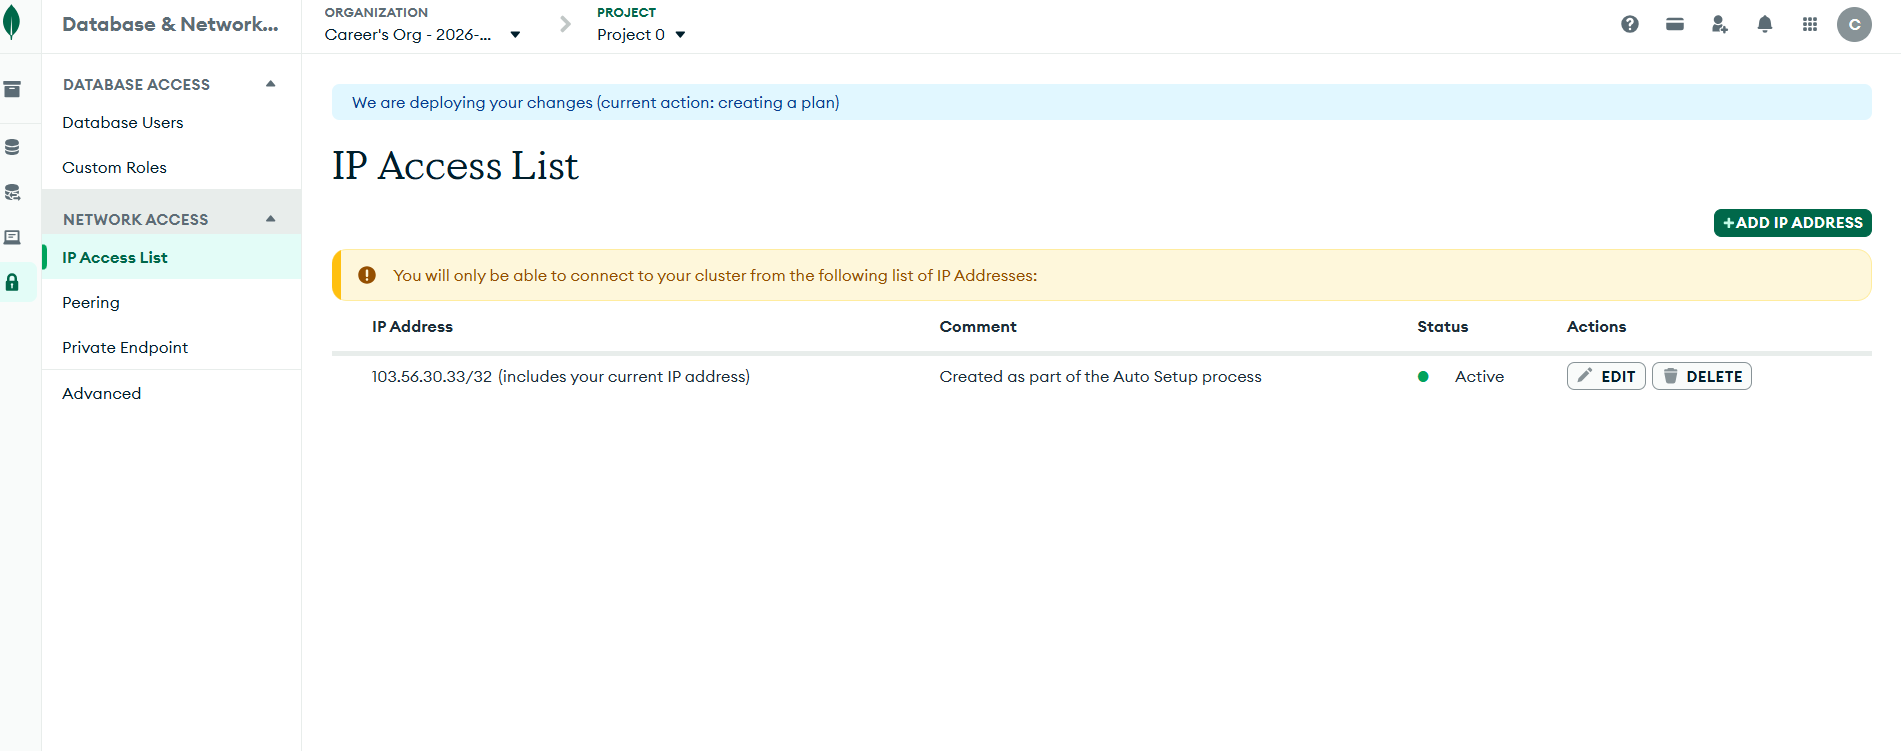 Database & Network...
ORGANIZATION
Career's Org - 2026-...
PROJECT
Project 0
C
DATABASE ACCESS
Database Users
Custom Roles
NETWORK ACCESS
IP Access List
Peering
Private Endpoint
Advanced
We are deploying your changes (current action: creating a plan)
IP Access List
+ADD IP ADDRESS
You will only be able to connect to your cluster from the following list of IP Addresses:
IP Address Comment Status Actions
103.56.30.33/32 (includes your current IP address) Created as part of the Auto Setup process Active EDIT DELETE